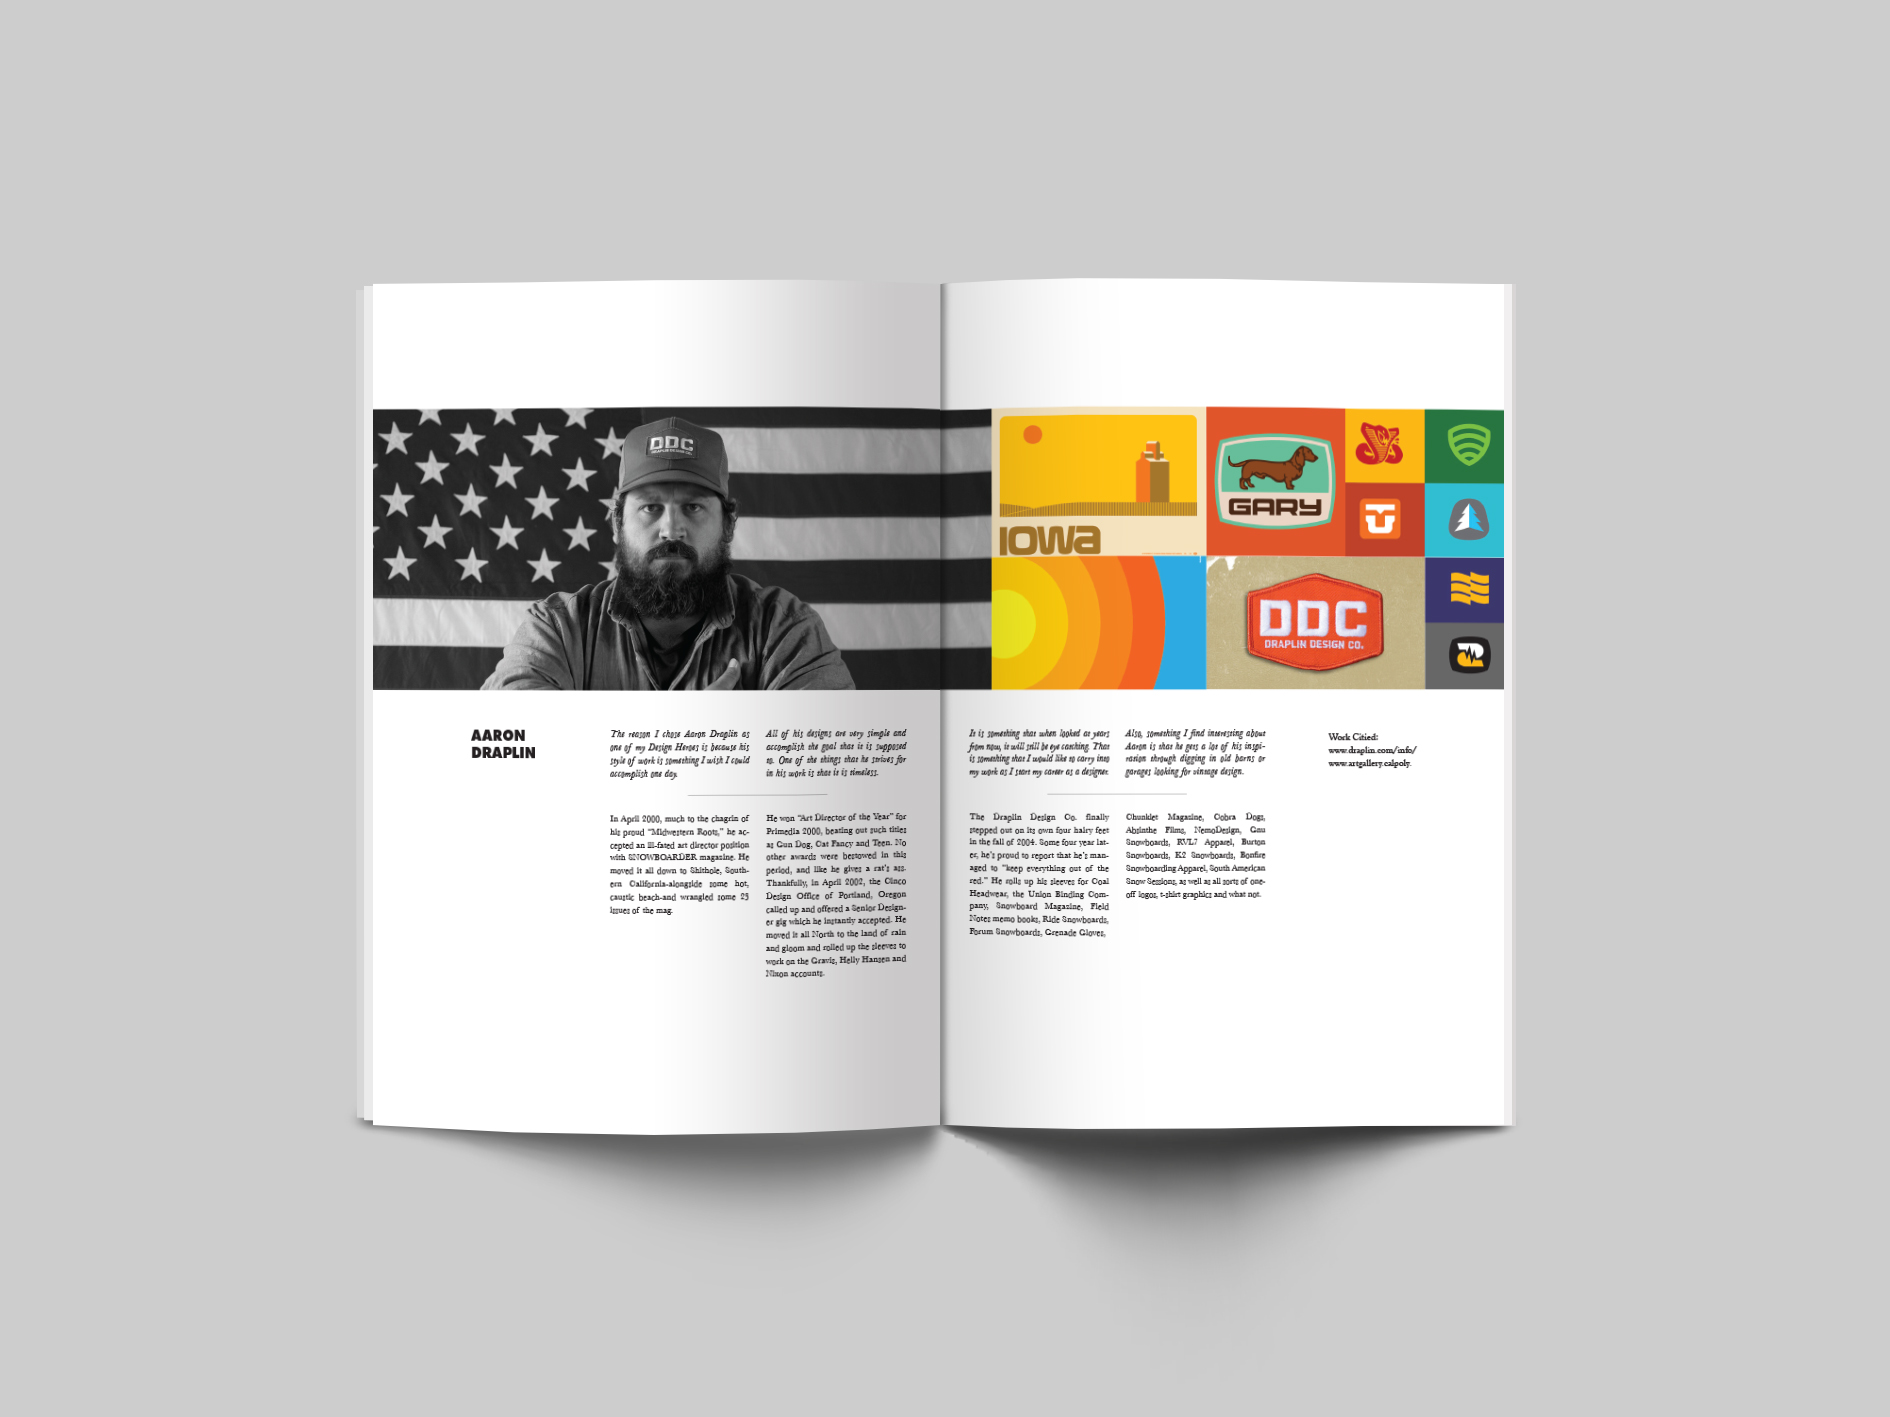 DDC
DRAPLIN DESIGN CO.
IOWa
GARY
DDC
DRAPLIN DESIGN CO.
AARON
DRAPLIN
The reason I chose Aaron Draplin as
one of my Design Heroes is because his
style of work is something I wish I could
accomplish one day.
All of his designs are very simple and
accomplish the goal that it is supposed
to. One of the things that he strives for
in his work is that it is timeless.
In April 2000, much to the chagrin of
his proud “Midwestern Roots,” he ac-
cepted an ill-fated art director position
with SNOWBOARDER magazine. He
moved it all down to Shithole, South-
ern California-alongside some hot,
caustic beach-and wrangled some 23
issues of the mag.
He won “Art Director of the Year” for
Primedia 2000, beating out such titles
as Gun Dog, Cat Fancy and Teen. No
other awards were bestowed in this
period, and like he gives a rat’s ass.
Thankfully, in April 2002, the Cinco
Design Office of Portland, Oregon
called up and offered a Senior Design-
er gig which he instantly accepted. He
moved it all North to the land of rain
and gloom and rolled up the sleeves to
work on the Gravis, Helly Hansen and
Nixon accounts.
It is something that when looked at years
from now, it will still be eye catching. That
is something that I would like to carry into
my work as I start my career as a designer.
Also, something I find interesting about
Aaron is that he gets a lot of his inspi-
ration through digging in old barns or
garages looking for vintage design.
The Draplin Design Co. finally
stepped out on its own four hairy feet
in the fall of 2004. Some four year lat-
er, he’s proud to report that he’s man-
aged to “keep everything out of the
red.” He rolls up his sleeves for Coal
Headwear, the Union Binding Com-
pany, Snowboard Magazine, Field
Notes memo books, Ride Snowboards,
Forum Snowboards, Grenade Gloves,
Chunklet Magazine, Cobra Dogs,
Absinthe Films, NemoDesign, Gnu
Snowboards, RVL7 Apparel, Burton
Snowboards, K2 Snowboards, Bonfire
Snowboarding Apparel, South American
Snow Sessions, as well as all sorts of one-
off logos, t-shirt graphics and what not.
Work Citied:
www.draplin.com/info/
www.artgallery.calpoly.